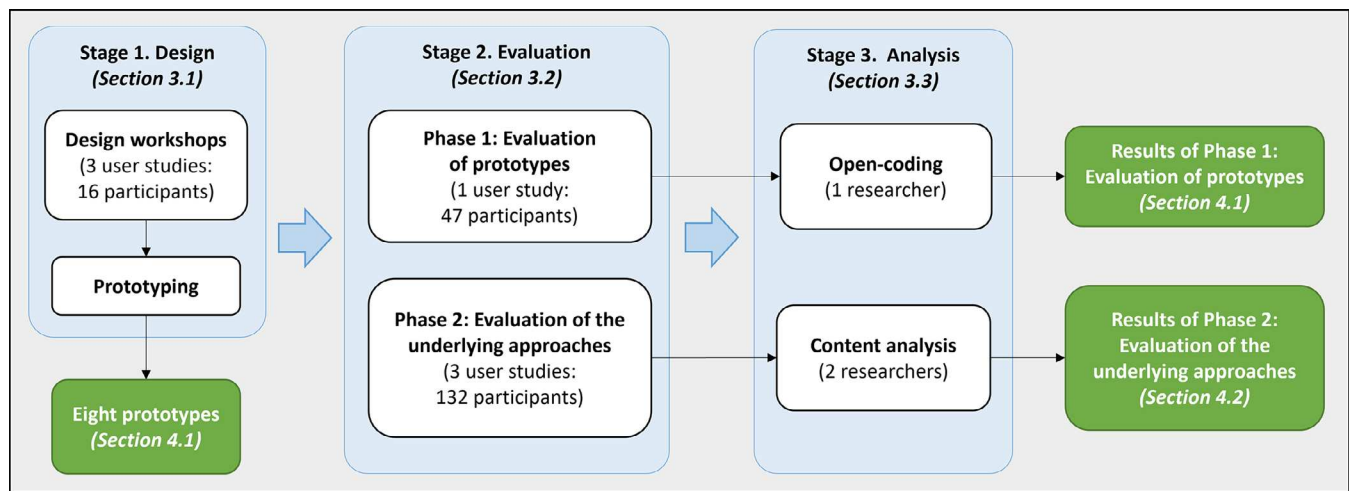 Stage 1. Design
(Section 3.1)
Design workshops
(3 user studies:
16 participants)
Prototyping
Eight prototypes
(Section 4.1)
Stage 2. Evaluation
(Section 3.2)
Phase 1: Evaluation
of prototypes
(1 user study:
47 participants)
Phase 2: Evaluation of the
underlying approaches
(3 user studies:
132 participants)
Stage 3. Analysis
(Section 3.3)
Open-coding
(1 researcher)
Content analysis
(2 researchers)
Results of Phase 1:
Evaluation of prototypes
(Section 4.1)
Results of Phase 2:
Evaluation of the
underlying approaches
(Section 4.2)